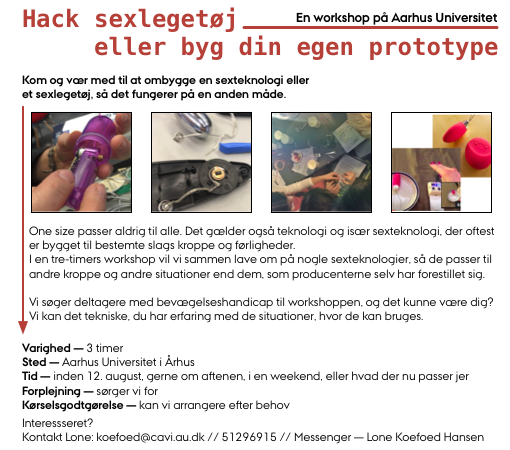 Hack sexlegetøj
En workshop på Aarhus Universitet
eller byg din egen prototype
Kom og vær med til at ombygge en sexteknologi eller
et sexlegetøj, så det fungerer på en anden måde.
One size passer aldrig til alle. Det gælder også teknologi og især sexteknologi, der oftest
er bygget til bestemte slags kroppe og førligheder.
I en tre-timers workshop vil vi sammen lave om på nogle sexteknologier, så de passer til
andre kroppe og andre situationer end dem, som producenterne selv har forestillet sig.
Vi søger deltagere med bevægelseshandicap til workshoppen, og det kunne være dig?
Vi kan det tekniske, du har erfaring med de situationer, hvor de kan bruges.
Varighed — 3 timer
Sted — Aarhus Universitet i Århus
Tid — inden 12. august, gerne om aftenen, i en weekend, eller hvad der nu passer jer
Forplejning — sørger vi for
Kørselsgodtgørelse — kan vi arrangere efter behov
Interessseret?
Kontakt Lone: koefoed@cavi.au.dk // 51296915 // Messenger — Lone Koefoed Hansen